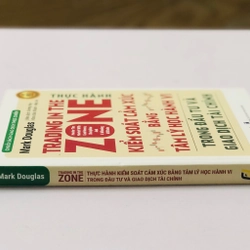 THỰC HÀNH
KIỂM SOÁT CẢM XÚC
BẰNG
TÂM LÝ HỌC HÀNH VI
TRONG ĐẦU TƯ VÀ
GIAO DỊCH TÀI CHÍNH
TRADING IN THE
ZONE
Mark Douglas
Mark Douglas
TRADING IN THE
ZONE
THỰC HÀNH KIỂM SOÁT CẢM XÚC BẰNG TÂM LÝ HỌC HÀNH VI
TRONG ĐẦU TƯ VÀ GIAO DỊCH TÀI CHÍNH